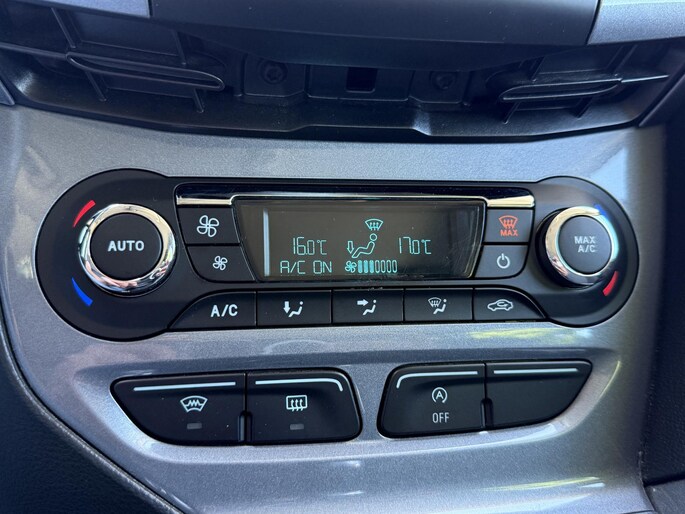 AUTO
16.0°C
17.0°C
A/C ON
MAX
MAX
A/C
A/C
A
OFF